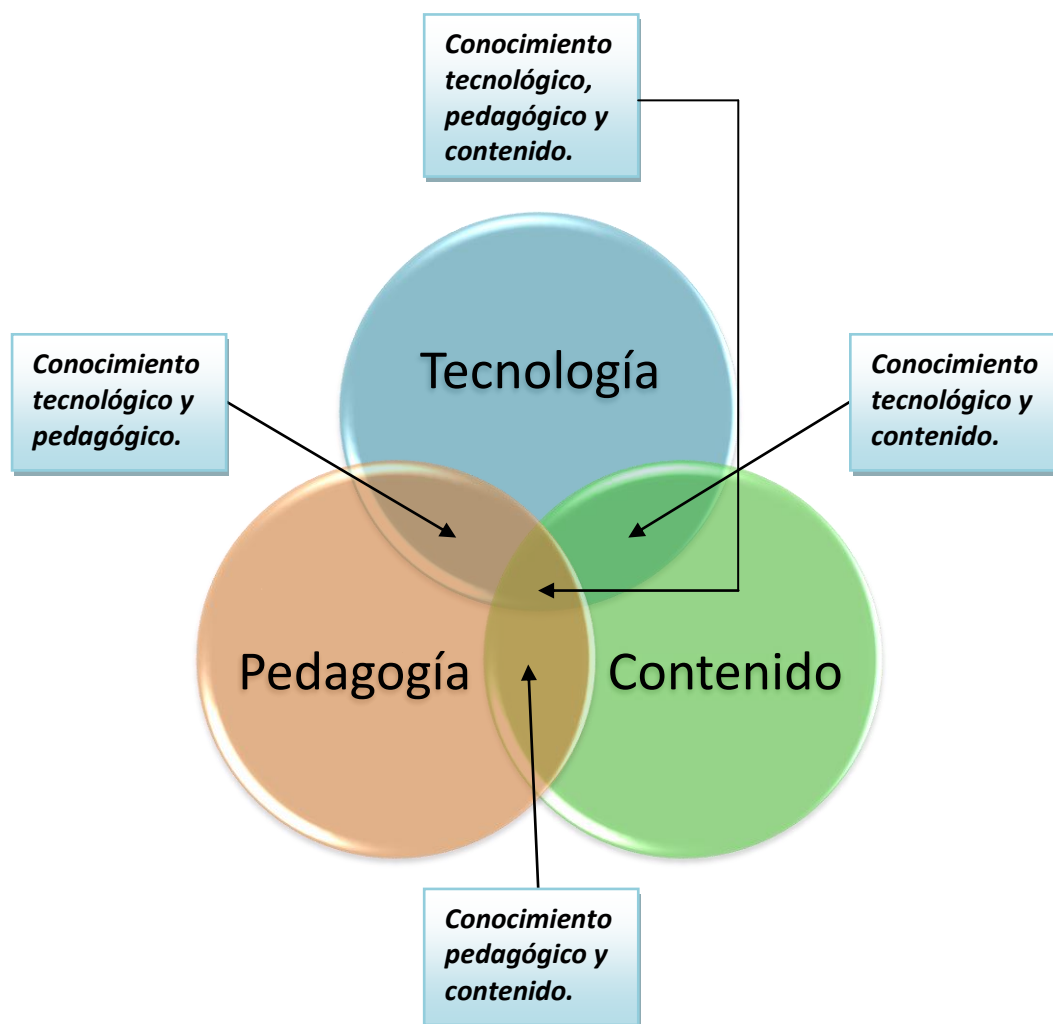 Conocimiento
tecnológico,
pedagógico y
contenido.
Tecnología
Conocimiento
tecnológico y
pedagógico.
Conocimiento
tecnológico y
contenido.
Pedagogía
Contenido
Conocimiento
pedagógico y
contenido.